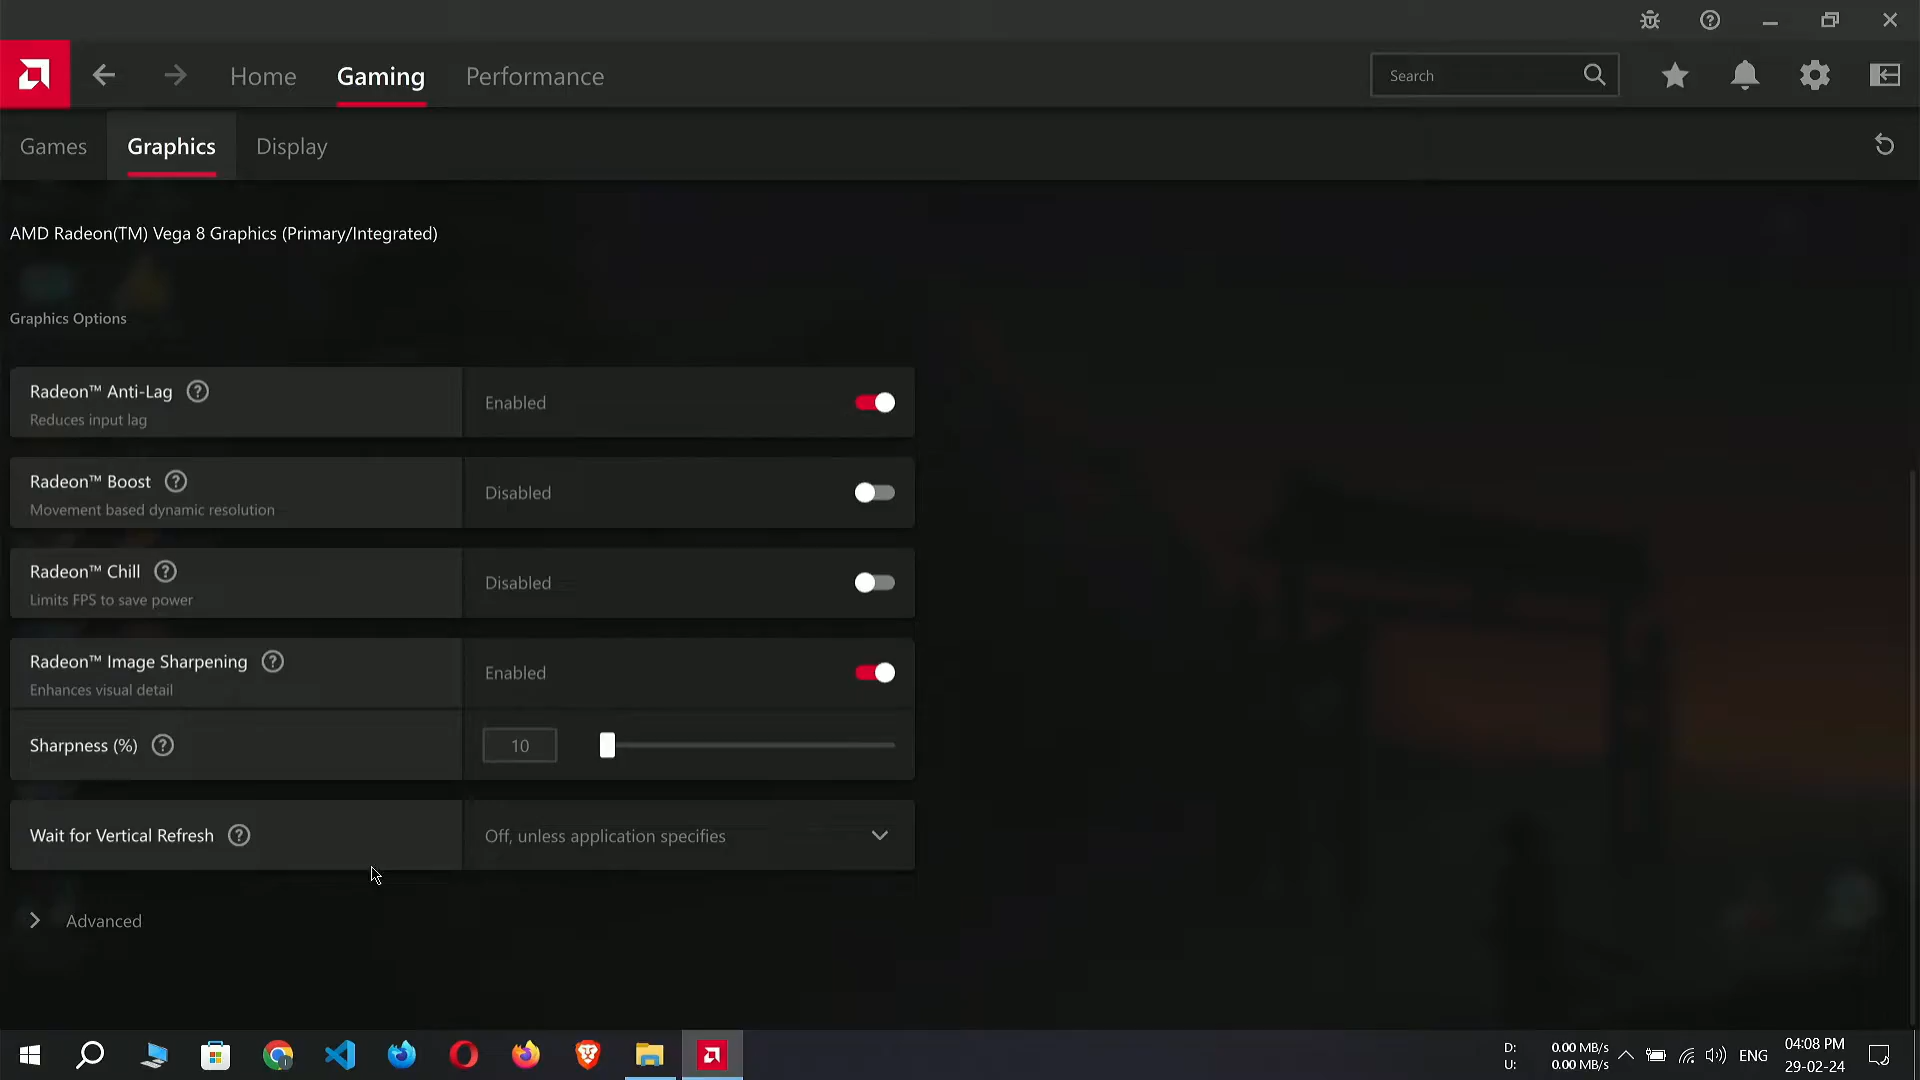 Home Gaming Performance Search
Games Graphics Display
AMD Radeon(TM) Vega 8 Graphics (Primary/Integrated)
Graphics Options
Radeon™ Anti-Lag
Reduces input lag
Enabled
Radeon™ Boost
Movement based dynamic resolution
Disabled
Radeon™ Chill
Limits FPS to save power
Disabled
Radeon™ Image Sharpening
Enhances visual detail
Enabled
Sharpness (%) 10
Wait for Vertical Refresh Off, unless application specifies
Advanced
D: 0.00 MB/s
U: 0.00 MB/s
ENG
04:08 PM
29-02-24